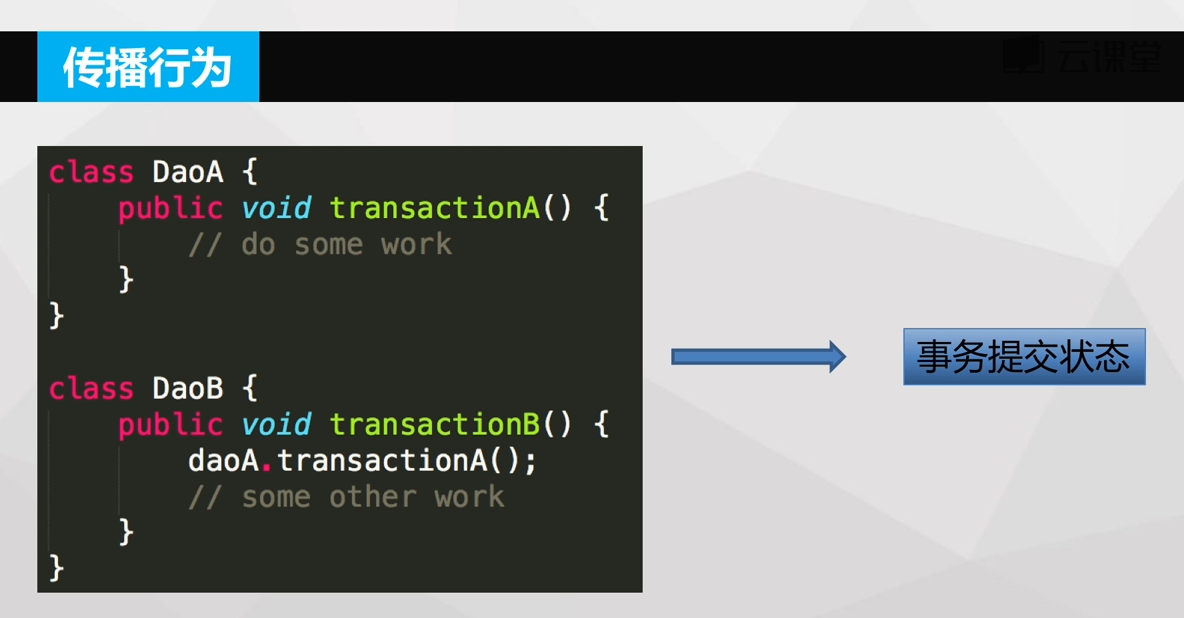 传播行为
云课堂
class DaoA {
    public void transactionA() {
        // do some work
    }
}
class DaoB {
    public void transactionB() {
        daoA.transactionA();
        // some other work
    }
}
事务提交状态